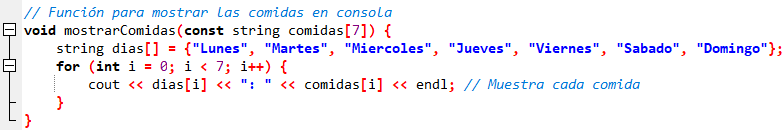 // Función para mostrar las comidas en consola
void mostrarComidas(const string comidas[7]) {
    string dias[] = {"Lunes", "Martes", "Miercoles", "Jueves", "Viernes", "Sabado", "Domingo"};
    for (int i = 0; i < 7; i++) {
        cout << dias[i] << ": " << comidas[i] << endl; // Muestra cada comida
    }
}